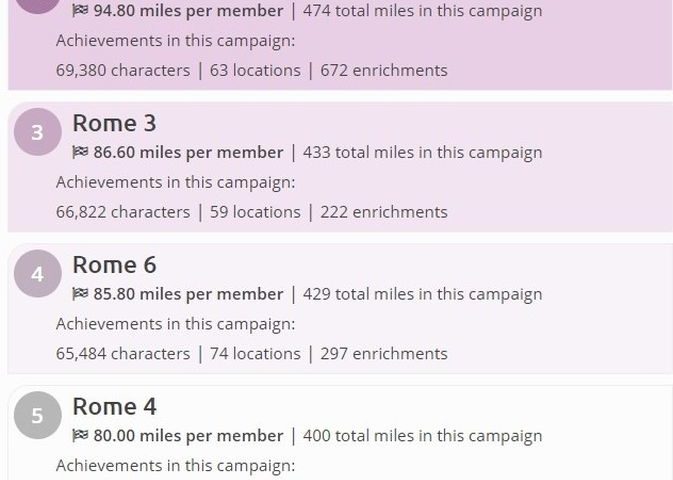 94.80 miles per member | 474 total miles in this campaign
Achievements in this campaign:
69,380 characters | 63 locations | 672 enrichments
3
Rome 3
86.60 miles per member | 433 total miles in this campaign
Achievements in this campaign:
66,822 characters | 59 locations | 222 enrichments
4
Rome 6
85.80 miles per member | 429 total miles in this campaign
Achievements in this campaign:
65,484 characters | 74 locations | 297 enrichments
5
Rome 4
80.00 miles per member | 400 total miles in this campaign
Achievements in this campaign: